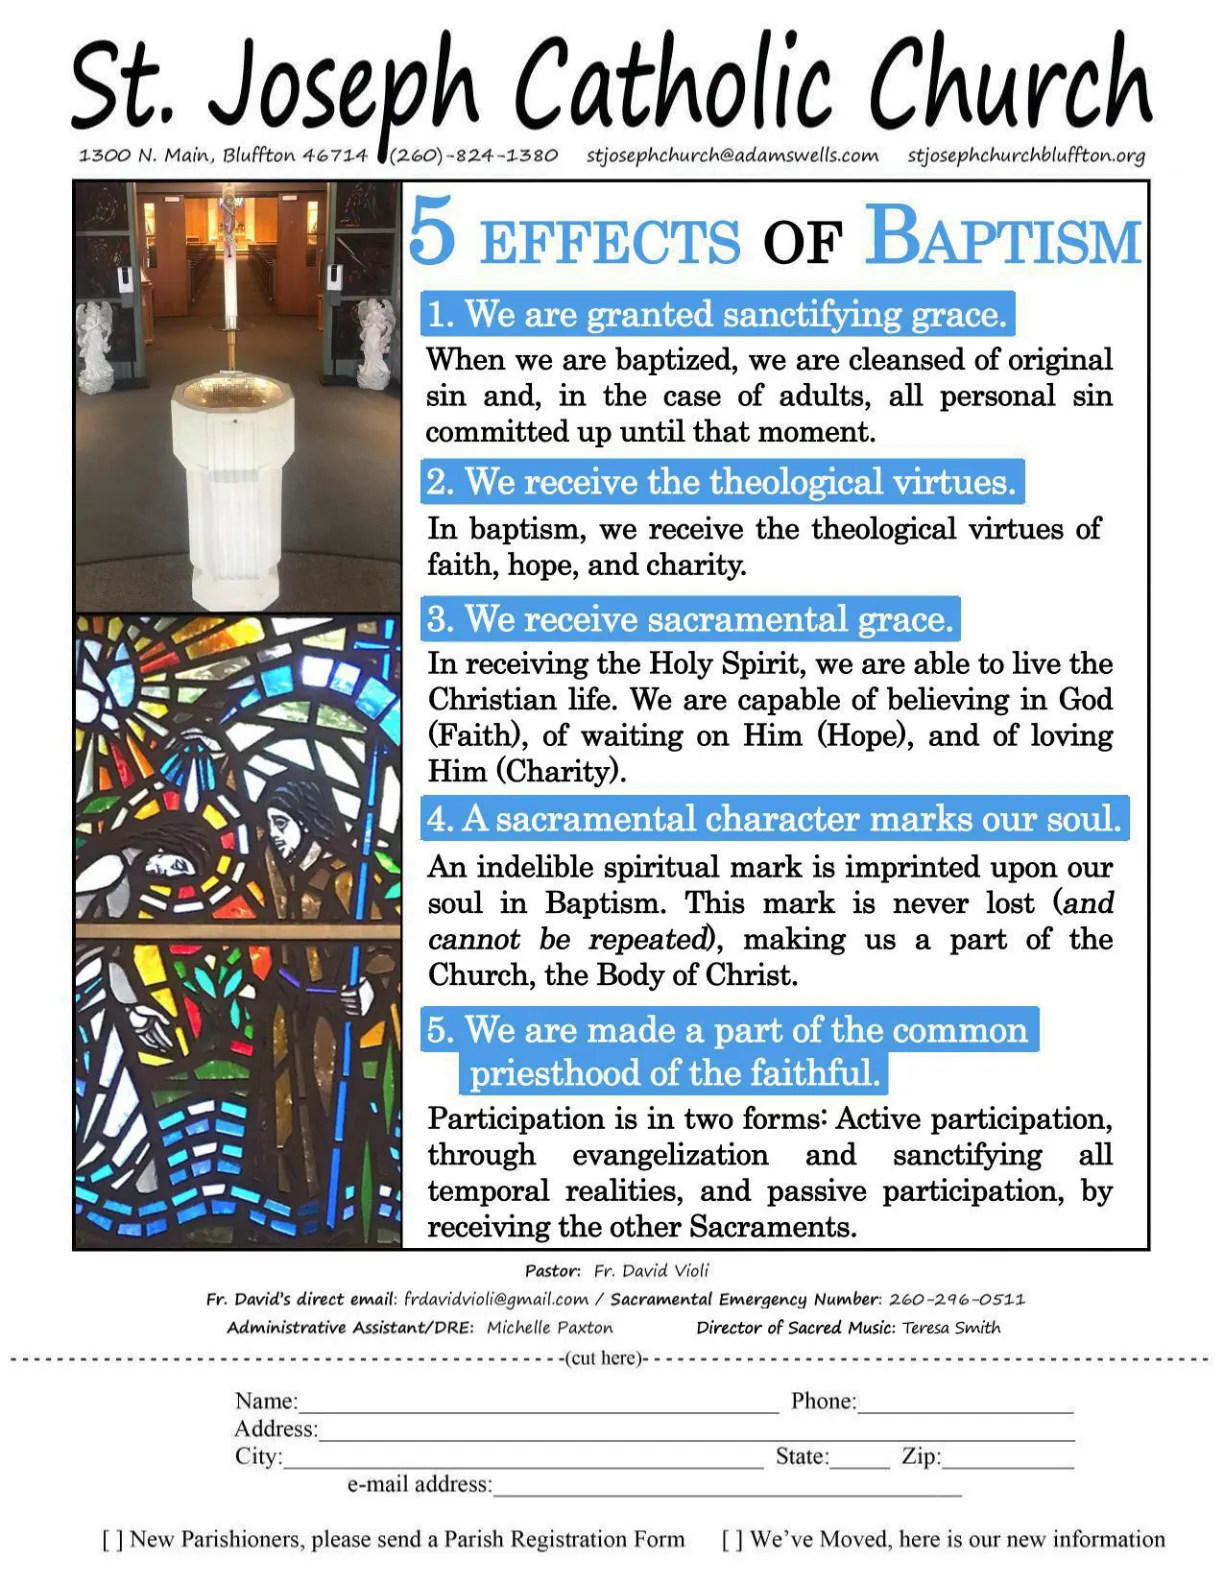 St. Joseph Catholic Church
1300 N. Main, Bluffton 46714 (260)-824-1380 stjosephchurch@adamswells.com stjosephchurchbluffton.org
5 EFFECTS OF BAPTISM
1. We are granted sanctifying grace.
When we are baptized, we are cleansed of original
sin and, in the case of adults, all personal sin
committed up until that moment.
2. We receive the theological virtues.
In baptism, we receive the theological virtues of
faith, hope, and charity.
3. We receive sacramental grace.
In receiving the Holy Spirit, we are able to live the
Christian life. We are capable of believing in God
(Faith), of waiting on Him (Hope), and of loving
Him (Charity).
4. A sacramental character marks our soul.
An indelible spiritual mark is imprinted upon our
soul in Baptism. This mark is never lost (and
cannot be repeated), making us a part of the
Church, the Body of Christ.
5. We are made a part of the common
priesthood of the faithful.
Participation is in two forms: Active participation,
through evangelization and sanctifying all
temporal realities, and passive participation, by
receiving the other Sacraments.
Pastor: Fr. David Violi
Fr. David's direct email: frdavidvioli@gmail.com / Sacramental Emergency Number: 260-296-0511
Administrative Assistant/DRE: Michelle Paxton Director of Sacred Music: Teresa Smith
(cut here)
Name: Phone:
Address:
City: State: Zip:
e-mail address:
[ ] New Parishioners, please send a Parish Registration Form [ ] We've Moved, here is our new information